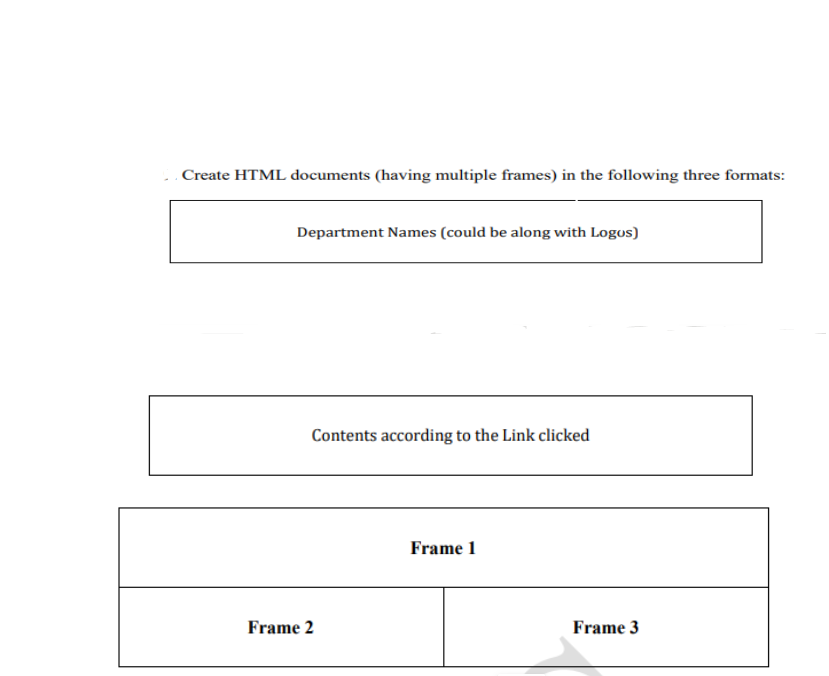 Create HTML documents (having multiple frames) in the following three formats:
Department Names (could be along with Logos)
Contents according to the Link clicked
Frame 1
Frame 2
Frame 3